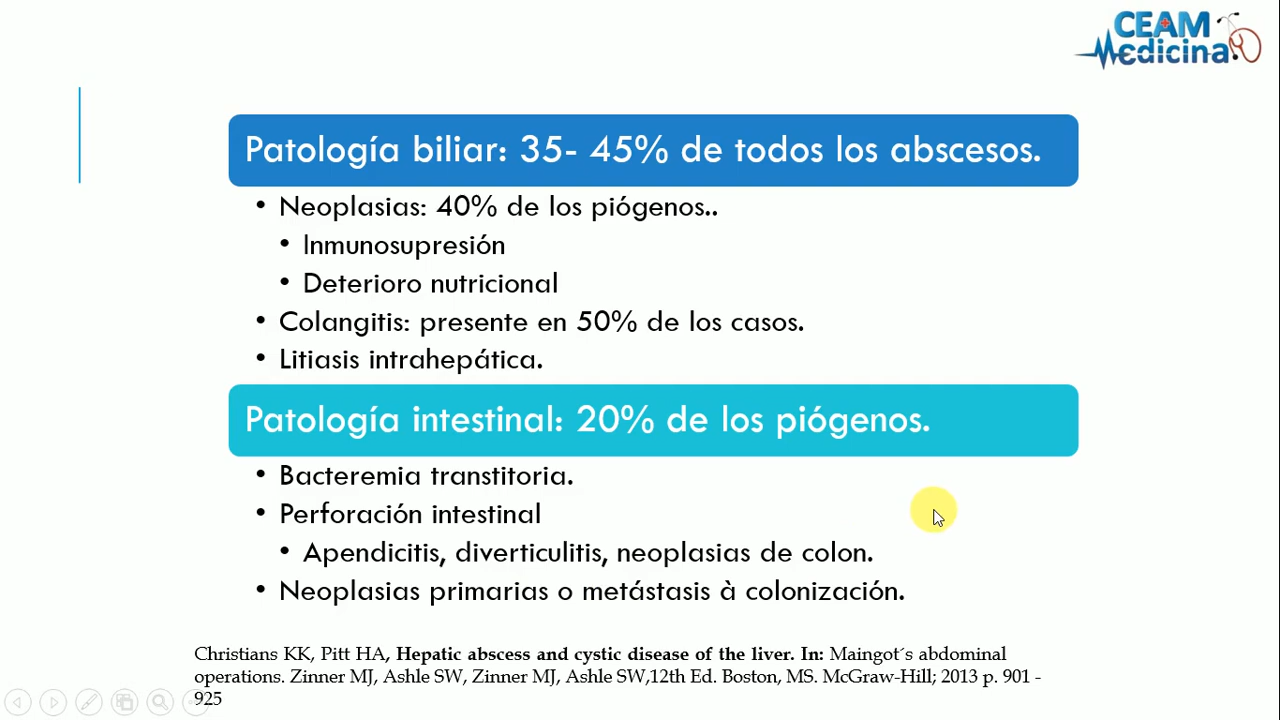 CEAM
Medicina
Patología biliar: 35- 45% de todos los abscesos.
• Neoplasias: 40% de los piógenos..
• Inmunosupresión
• Deterioro nutricional
• Colangitis: presente en 50% de los casos.
• Litiasis intrahepática.
Patología intestinal: 20% de los piógenos.
• Bacteremia transtitoria.
• Perforación intestinal
• Apendicitis, diverticulitis, neoplasias de colon.
• Neoplasias primarias o metástasis à colonización.
Christians KK, Pitt HA, Hepatic abscess and cystic disease of the liver. In: Maingot´s abdominal
operations. Zinner MJ, Ashle SW, Zinner MJ, Ashle SW,12th Ed. Boston, MS. McGraw-Hill; 2013 p. 901 -
925